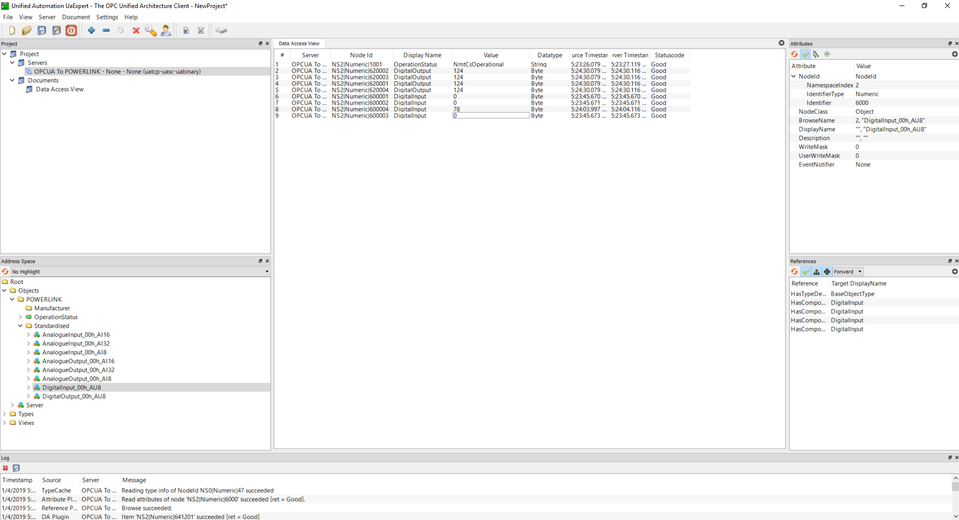 Unified Automation UaExpert - The OPC Unified Architecture Client - NewProject*
File View Server Document Settings Help
Project
Project
Servers
OPCUA To POWERLINK - None - None (uatcp-uasc-uabinary)
Documents
Data Access View
Address Space
No Highlight
Root
Objects
POWERLINK
Manufacturer
OperationStatus
Standardised
AnalogueInput_00h_AI16
AnalogueInput_00h_AI32
AnalogueInput_00h_AI8
AnalogueOutput_00h_AI16
AnalogueOutput_00h_AI32
AnalogueOutput_00h_AI8
DigitalInput_00h_AU8
DigitalOutput_00h_AU8
Server
Types
Views
Data Access View
# Server Node Id Display Name Value Datatype urce Timestar rver Timestan Statuscode
1 OPCUA To ... NS2|Numeric|1001 OperationStatus NmtCsOperational String 5:23:26.079 ... 5:23:27.119 ... Good
2 OPCUA To ... NS2|Numeric|620002 DigitalOutput 124 Byte 5:24:30.079 ... 5:24:30.116 ... Good
3 OPCUA To ... NS2|Numeric|620003 DigitalOutput 124 Byte 5:24:30.079 ... 5:24:30.116 ... Good
4 OPCUA To ... NS2|Numeric|620001 DigitalOutput 124 Byte 5:24:30.079 ... 5:24:30.116 ... Good
5 OPCUA To ... NS2|Numeric|620004 DigitalOutput 124 Byte 5:24:30.079 ... 5:24:30.116 ... Good
6 OPCUA To ... NS2|Numeric|600001 DigitalInput 0 Byte 5:23:45.670 ... 5:23:45.670 ... Good
7 OPCUA To ... NS2|Numeric|600002 DigitalInput 0 Byte 5:23:45.671 ... 5:23:45.671 ... Good
8 OPCUA To ... NS2|Numeric|600004 DigitalInput 78 Byte 5:24:03.997 ... 5:24:04.116 ... Good
9 OPCUA To ... NS2|Numeric|600003 DigitalInput 0 Byte 5:23:45.673 ... 5:23:45.673 ... Good
Attributes
Attribute Value
NodeId NodeId
NamespaceIndex 2
IdentifierType Numeric
Identifier 6000
NodeClass Object
BrowseName 2, "DigitalInput_00h_AU8"
DisplayName "", "DigitalInput_00h_AU8"
Description "", ""
WriteMask 0
UserWriteMask 0
EventNotifier None
References
Forward
Reference Target DisplayName
HasTypeDe... BaseObjectType
HasCompo... DigitalInput
HasCompo... DigitalInput
HasCompo... DigitalInput
HasCompo... DigitalInput
Log
Timestamp Source Server Message
1/4/2019 5:... TypeCache OPCUA To ... Reading type info of NodeId NS0|Numeric|47 succeeded
1/4/2019 5:... Attribute Pl... OPCUA To ... Read attributes of node 'NS2|Numeric|6000' succeeded [ret = Good].
1/4/2019 5:... Reference P... OPCUA To ... Browse succeeded.
1/4/2019 5:... DA Plugin OPCUA To ... Item 'NS2|Numeric|641201' succeeded [ret = Good]